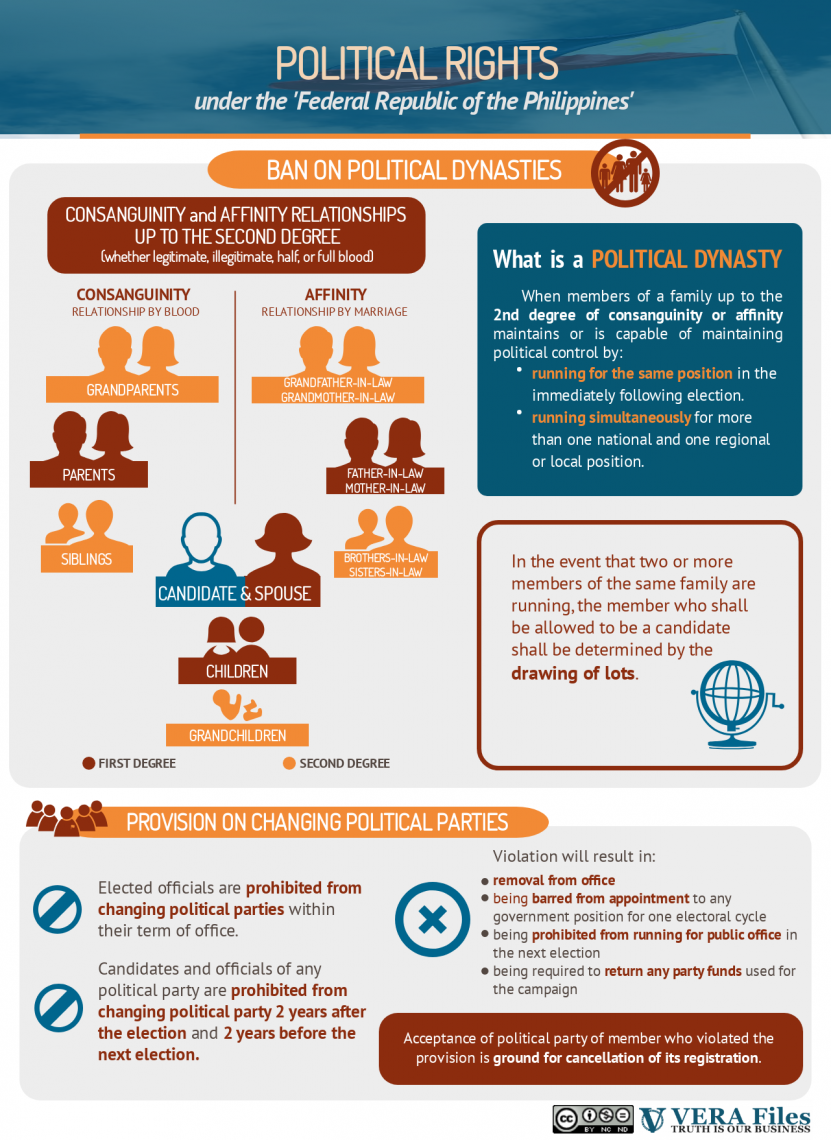 POLITICAL RIGHTS
under the 'Federal Republic of the Philippines'
BAN ON POLITICAL DYNASTIES
CONSANGUINITY and AFFINITY RELATIONSHIPS
UP TO THE SECOND DEGREE
(whether legitimate, illegitimate, half, or full blood)
CONSANGUINITY
RELATIONSHIP BY BLOOD
AFFINITY
RELATIONSHIP BY MARRIAGE
GRANDPARENTS
GRANDFATHER-IN-LAW
GRANDMOTHER-IN-LAW
PARENTS
FATHER-IN-LAW
MOTHER-IN-LAW
SIBLINGS
BROTHERS-IN-LAW
SISTERS-IN-LAW
CANDIDATE & SPOUSE
CHILDREN
GRANDCHILDREN
FIRST DEGREE
SECOND DEGREE
What is a POLITICAL DYNASTY
When members of a family up to the
2nd degree of consanguinity or affinity
maintains or is capable of maintaining
political control by:
• running for the same position in the
immediately following election.
• running simultaneously for more
than one national and one regional
or local position.
In the event that two or more
members of the same family are
running, the member who shall
be allowed to be a candidate
shall be determined by the
drawing of lots.
PROVISION ON CHANGING POLITICAL PARTIES
Elected officials are prohibited from
changing political parties within
their term of office.
Candidates and officials of any
political party are prohibited from
changing political party 2 years after
the election and 2 years before the
next election.
Violation will result in:
• removal from office
• being barred from appointment to any
government position for one electoral cycle
• being prohibited from running for public office in
the next election
• being required to return any party funds used for
the campaign
Acceptance of political party of member who violated the
provision is ground for cancellation of its registration.
cc
BY NC ND
VERA Files
TRUTH IS OUR BUSINESS